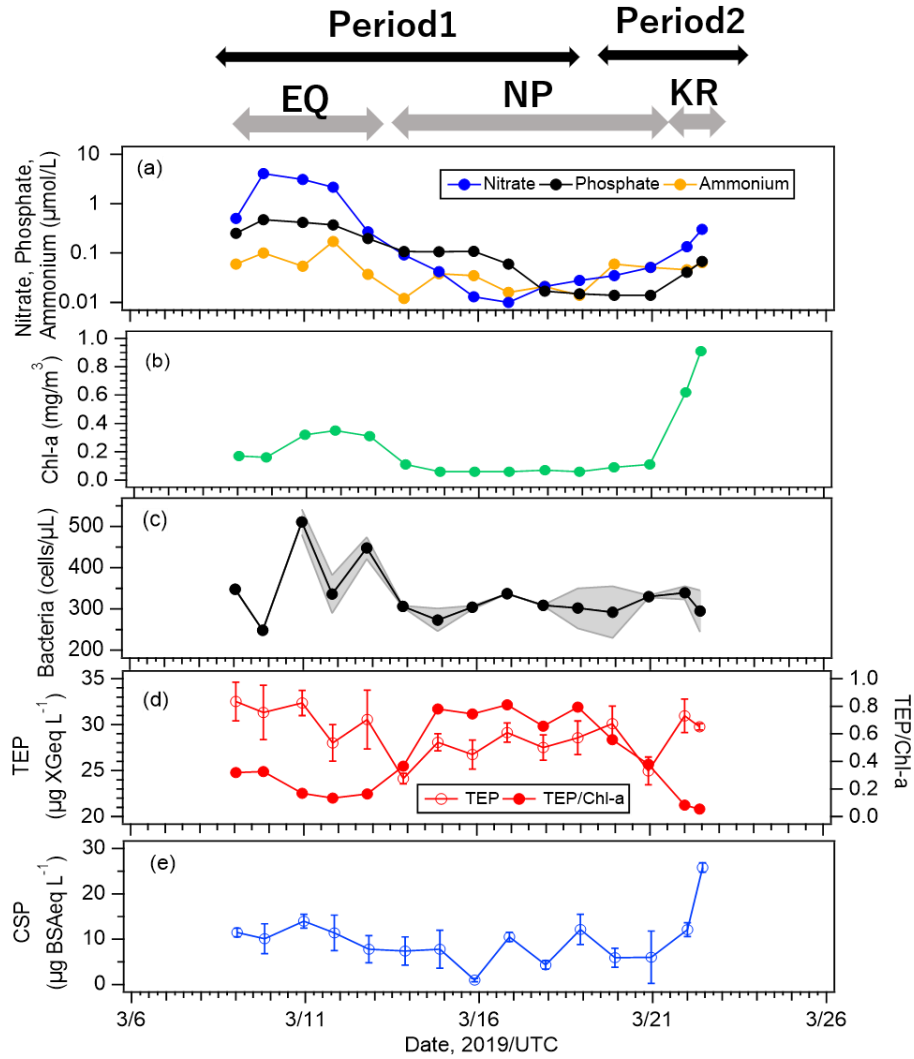 Period1
Period2
EQ
NP
KR
(a)
Nitrate
Phosphate
Ammonium
Nitrate, Phosphate,
Ammonium (μmol/L)
10
1
0.1
0.01
(b)
Chl-a (mg/m³)
1.0
0.8
0.6
0.4
0.2
0.0
(c)
Bacteria (cells/μL)
500
400
300
200
(d)
TEP
(μg XGeq L⁻¹)
35
30
25
20
TEP
TEP/Chl-a
1.0
0.8
0.6
0.4
0.2
0.0
TEP/Chl-a
(e)
CSP
(μg BSAeq L⁻¹)
30
20
10
0
3/6
3/11
3/16
3/21
3/26
Date, 2019/UTC